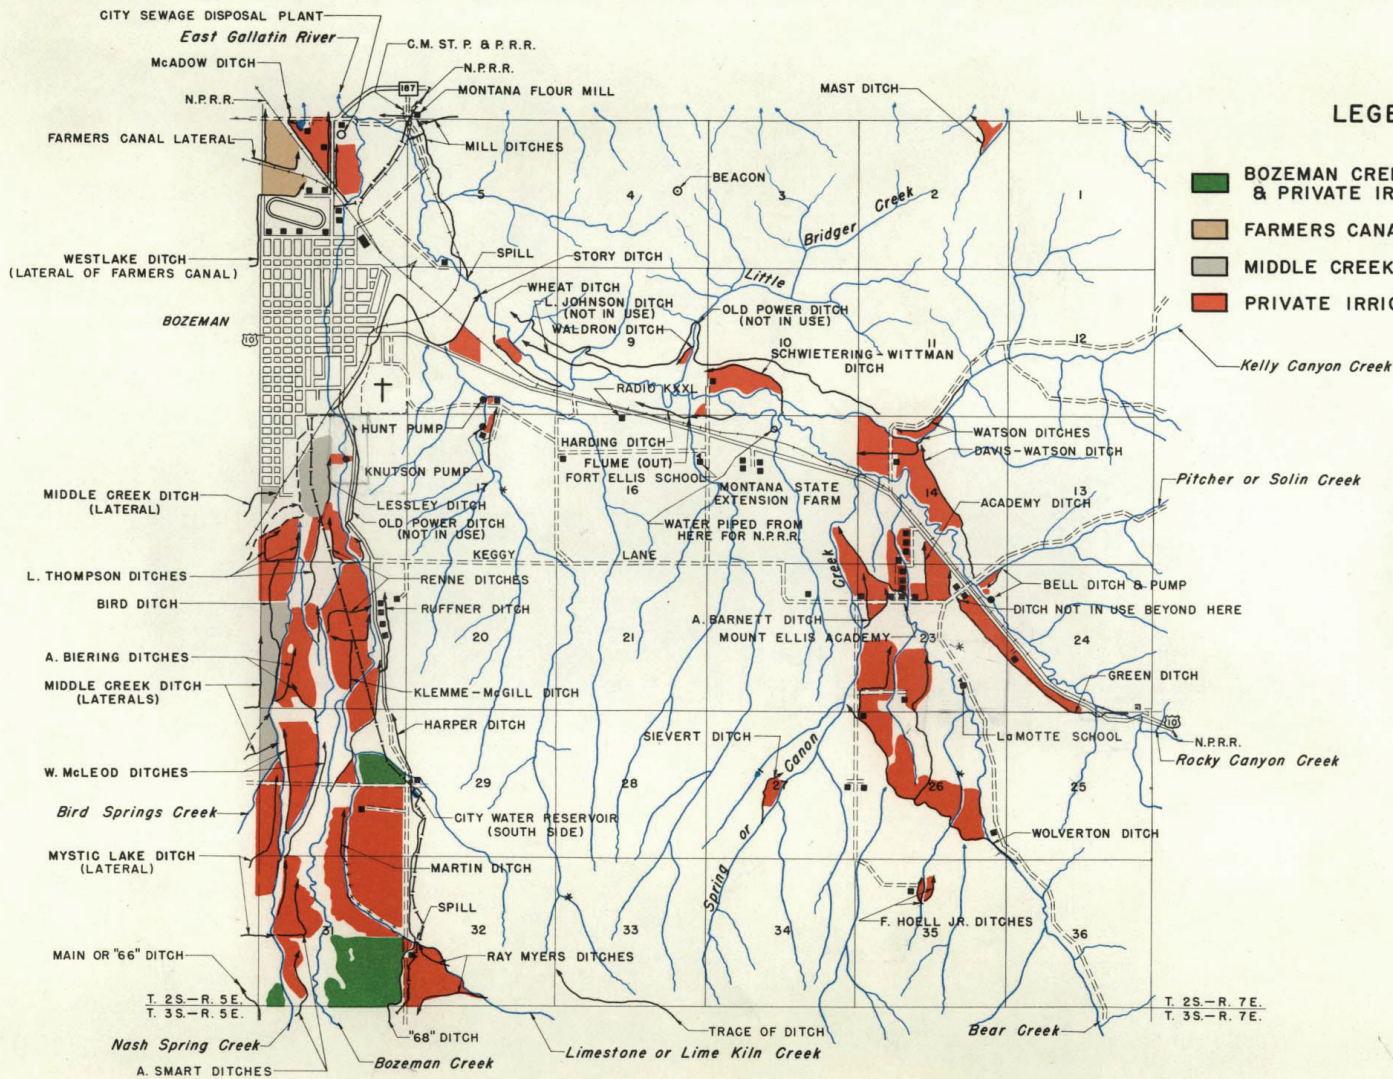 CITY SEWAGE DISPOSAL PLANT
East Gallatin River
McADOW DITCH
N.P.R.R.
FARMERS CANAL LATERAL
C.M. ST. P. & P. R.R.
N.P.R.R.
187
MONTANA FLOUR MILL
MILL DITCHES
MAST DITCH
BEACON
5
4
3
2
1
Bridger Creek
LEGE
BOZEMAN CREE
& PRIVATE IR
FARMERS CANA
MIDDLE CREEK
PRIVATE IRRIG
WESTLAKE DITCH
(LATERAL OF FARMERS CANAL)
SPILL
STORY DITCH
WHEAT DITCH
L. JOHNSON DITCH
(NOT IN USE)
WALDRON DITCH
Little
OLD POWER DITCH
(NOT IN USE)
BOZEMAN
10
9
10
11
12
SCHWIETERING-WITTMAN
DITCH
Kelly Canyon Creek
RADIO KXXL
HUNT PUMP
HARDING DITCH
WATSON DITCHES
DAVIS-WATSON DITCH
KNUTSON PUMP
FLUME (OUT)
FORT ELLIS SCHOOL
17
16
14
13
MONTANA STATE
EXTENSION FARM
ACADEMY DITCH
Pitcher or Solin Creek
MIDDLE CREEK DITCH
(LATERAL)
LESSLEY DITCH
OLD POWER DITCH
(NOT IN USE)
WATER PIPED FROM
HERE FOR N.P.R.R.
KEGGY LANE
Creek
L. THOMPSON DITCHES
RENNE DITCHES
BELL DITCH & PUMP
BIRD DITCH
RUFFNER DITCH
DITCH NOT IN USE BEYOND HERE
A. BARNETT DITCH
MOUNT ELLIS ACADEMY
20
21
23
24
A. BIERING DITCHES
MIDDLE CREEK DITCH
(LATERALS)
KLEMME-McGILL DITCH
GREEN DITCH
HARPER DITCH
SIEVERT DITCH
Canon
LaMOTTE SCHOOL
10
N.P.R.R.
Rocky Canyon Creek
W. McLEOD DITCHES
29
28
27
26
25
Bird Springs Creek
CITY WATER RESERVOIR
(SOUTH SIDE)
or
WOLVERTON DITCH
MYSTIC LAKE DITCH
(LATERAL)
MARTIN DITCH
Spring
SPILL
F. HOELL JR. DITCHES
31
32
33
34
35
36
MAIN OR "66" DITCH
RAY MYERS DITCHES
T. 2S.-R. 5E.
T. 3S.-R. 5E.
T. 2S.-R. 7E.
T. 3S.-R. 7E.
"68" DITCH
TRACE OF DITCH
Bear Creek
Nash Spring Creek
Limestone or Lime Kiln Creek
Bozeman Creek
A. SMART DITCHES